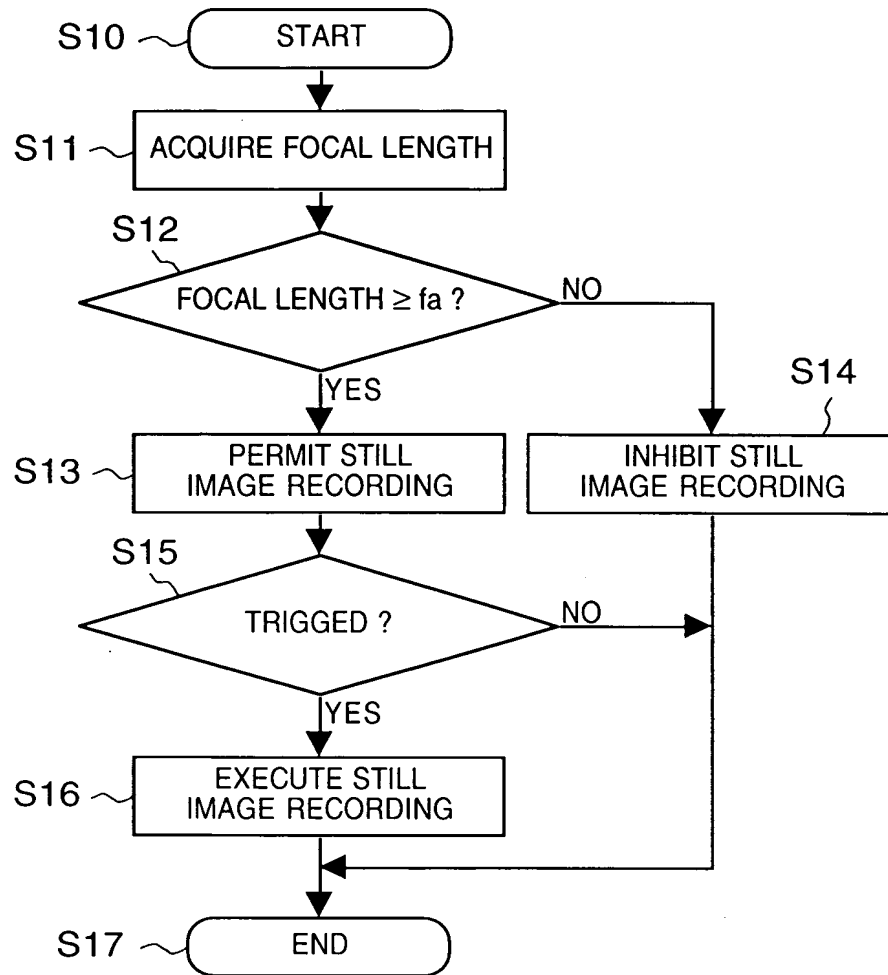 S10
START
S11
ACQUIRE FOCAL LENGTH
S12
FOCAL LENGTH ≥ fa ?
NO
YES
S14
S13
PERMIT STILL
IMAGE RECORDING
INHIBIT STILL
IMAGE RECORDING
S15
TRIGGED ?
NO
YES
S16
EXECUTE STILL
IMAGE RECORDING
S17
END